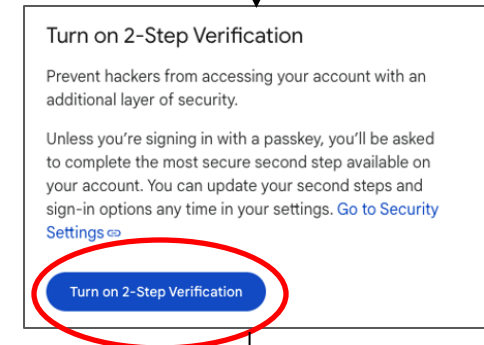 Turn on 2-Step Verification
Prevent hackers from accessing your account with an
additional layer of security.
Unless you’re signing in with a passkey, you’ll be asked
to complete the most secure second step available on
your account. You can update your second steps and
sign-in options any time in your settings. Go to Security
Settings
Turn on 2-Step Verification